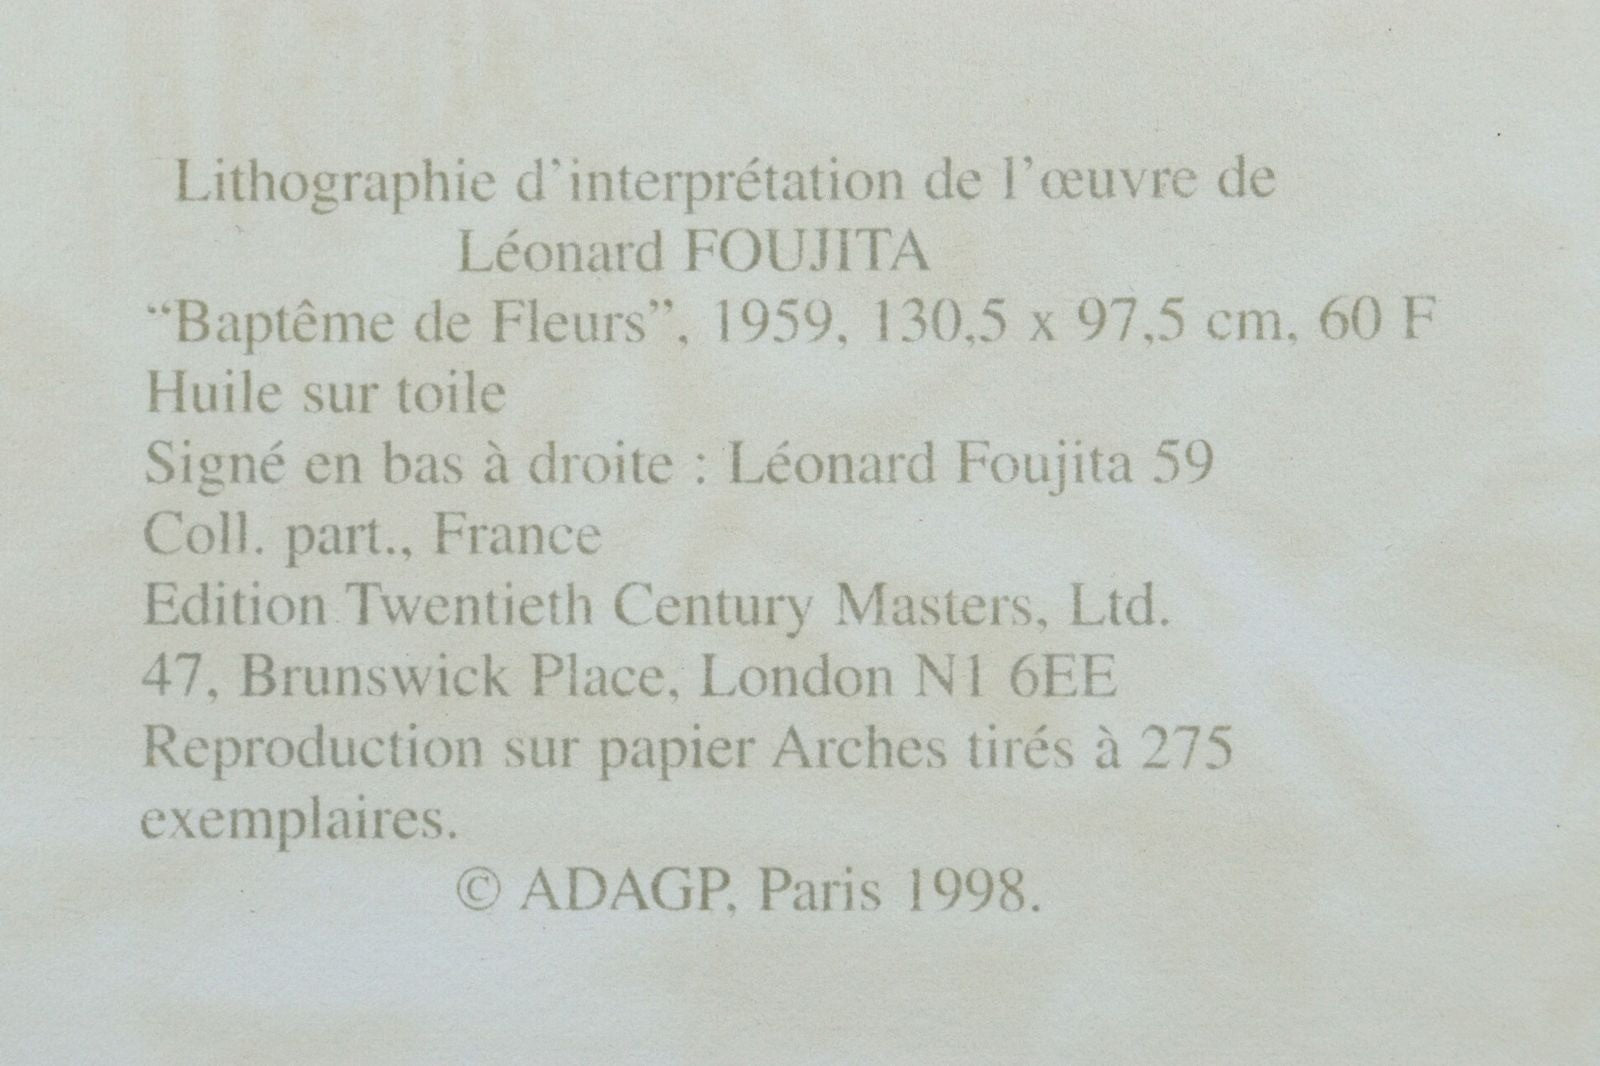 Lithographie d'interprétation de l'œuvre de
Léonard FOUJITA
“Baptême de Fleurs”, 1959, 130,5 x 97,5 cm, 60 F
Huile sur toile
Signé en bas à droite : Léonard Foujita 59
Coll. part., France
Edition Twentieth Century Masters, Ltd.
47, Brunswick Place, London N1 6EE
Reproduction sur papier Arches tirés à 275
exemplaires.
© ADAGP, Paris 1998.